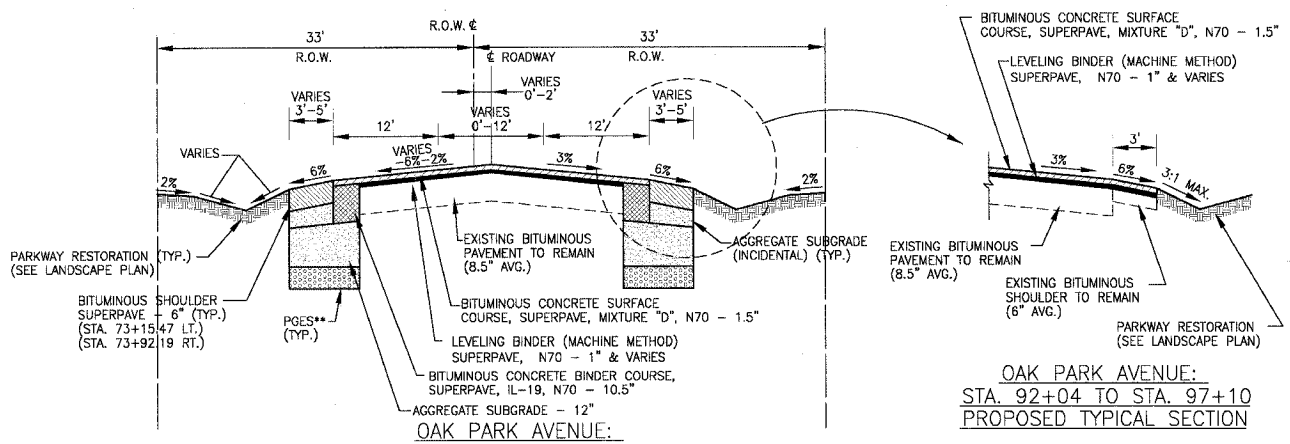 R.O.W. ℄
33'
R.O.W.
33'
R.O.W.
℄ ROADWAY
VARIES
0'-2'
VARIES
3'-5'
VARIES
3'-5'
12'
VARIES
0'-12'
12'
VARIES
2%
6%
VARIES
-6%-2%
3%
6%
2%
PARKWAY RESTORATION (TYP.)
(SEE LANDSCAPE PLAN)
BITUMINOUS SHOULDER
SUPERPAVE - 6" (TYP.)
(STA. 73+15.47 LT.)
(STA. 73+92.19 RT.)
PGES**
(TYP.)
EXISTING BITUMINOUS
PAVEMENT TO REMAIN
(8.5" AVG.)
AGGREGATE SUBGRADE
(INCIDENTAL) (TYP.)
BITUMINOUS CONCRETE SURFACE
COURSE, SUPERPAVE, MIXTURE "D", N70 - 1.5"
LEVELING BINDER (MACHINE METHOD)
SUPERPAVE, N70 - 1" & VARIES
BITUMINOUS CONCRETE BINDER COURSE,
SUPERPAVE, IL-19, N70 - 10.5"
AGGREGATE SUBGRADE - 12"
OAK PARK AVENUE:
BITUMINOUS CONCRETE SURFACE
COURSE, SUPERPAVE, MIXTURE "D", N70 - 1.5"
LEVELING BINDER (MACHINE METHOD)
SUPERPAVE, N70 - 1" & VARIES
3'
3%
6%
3:1 MAX.
EXISTING BITUMINOUS
PAVEMENT TO REMAIN
(8.5" AVG.)
EXISTING BITUMINOUS
SHOULDER TO REMAIN
(6" AVG.)
PARKWAY RESTORATION
(SEE LANDSCAPE PLAN)
OAK PARK AVENUE:
STA. 92+04 TO STA. 97+10
PROPOSED TYPICAL SECTION